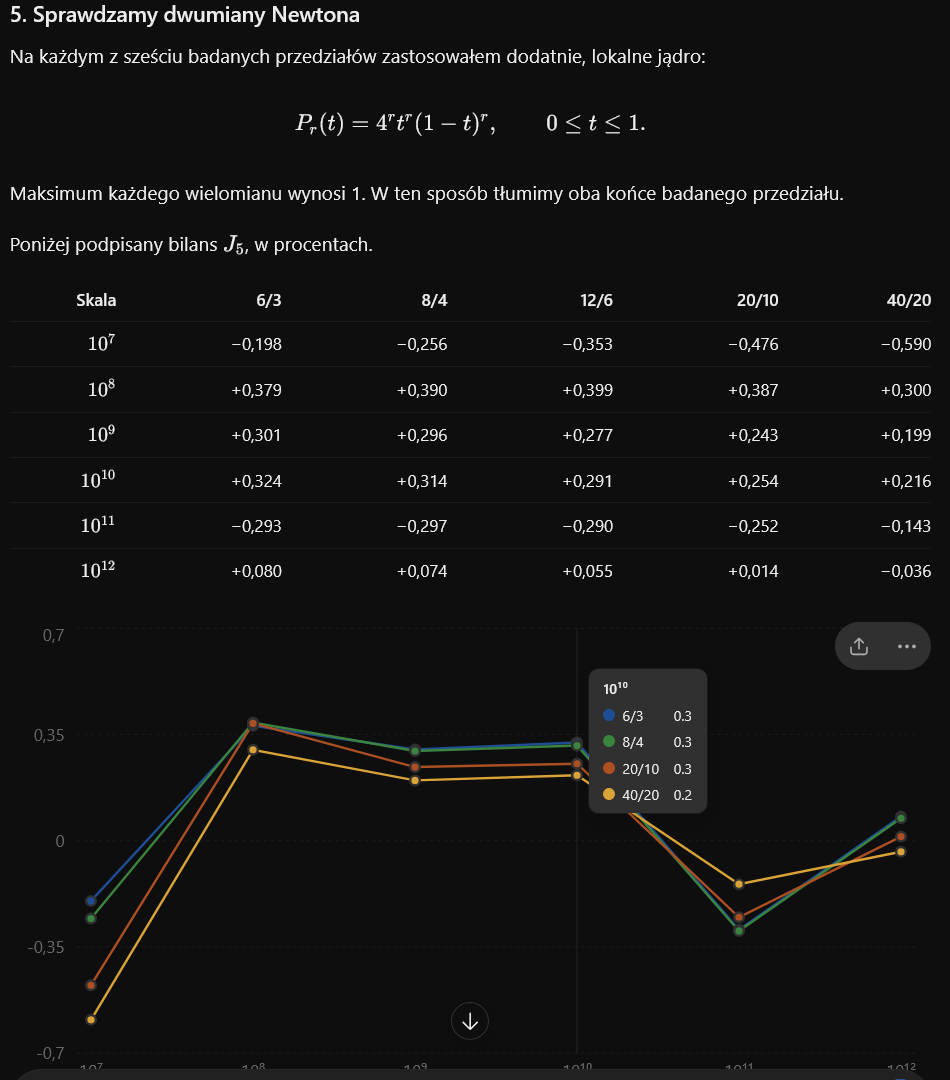 5. Sprawdzamy dwumiany Newtona
Na każdym z sześciu badanych przedziałów zastosowałem dodatnie, lokalne jądro:
Pᵣ(t) = 4ʳtʳ(1 − t)ʳ,  0 ≤ t ≤ 1.
Maksimum każdego wielomianu wynosi 1. W ten sposób tłumimy oba końce badanego przedziału.
Poniżej podpisany bilans J₅, w procentach.
Skala 6/3 8/4 12/6 20/10 40/20
10⁷ −0,198 −0,256 −0,353 −0,476 −0,590
10⁸ +0,379 +0,390 +0,399 +0,387 +0,300
10⁹ +0,301 +0,296 +0,277 +0,243 +0,199
10¹⁰ +0,324 +0,314 +0,291 +0,254 +0,216
10¹¹ −0,293 −0,297 −0,290 −0,252 −0,143
10¹² +0,080 +0,074 +0,055 +0,014 −0,036
0,7
0,35
0
-0,35
-0,7
10¹⁰
6/3 0.3
8/4 0.3
20/10 0.3
40/20 0.2
10⁷ 10⁸ 10⁹ 10¹⁰ 10¹¹ 10¹²